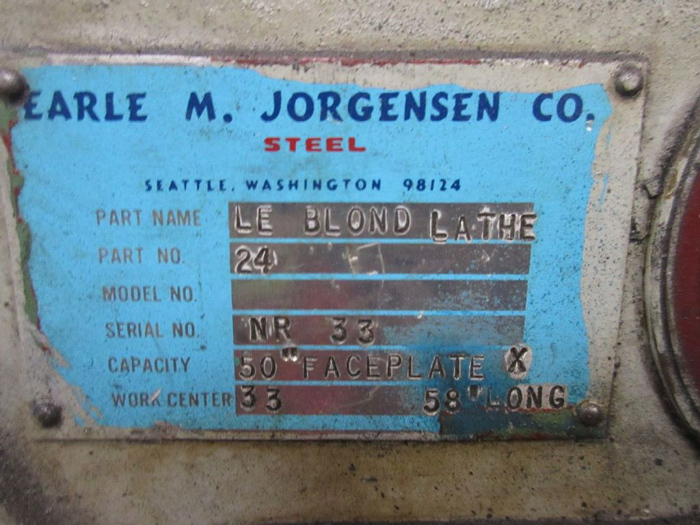 EARLE M. JORGENSEN CO.
STEEL
SEATTLE, WASHINGTON 98124
PART NAME LE BLOND LATHE
PART NO. 24
MODEL NO.
SERIAL NO. NR 33
CAPACITY 50" FACEPLATE X
WORK CENTER 33 58" LONG